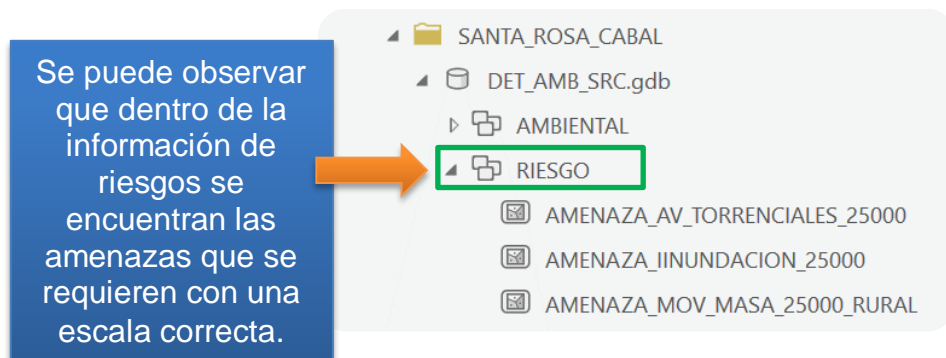 Se puede observar
que dentro de la
información de
riesgos se
encuentran las
amenazas que se
requieren con una
escala correcta.
SANTA_ROSA_CABAL
DET_AMB_SRC.gdb
AMBIENTAL
RIESGO
AMENAZA_AV_TORRENCIALES_25000
AMENAZA_IINUNDACION_25000
AMENAZA_MOV_MASA_25000_RURAL